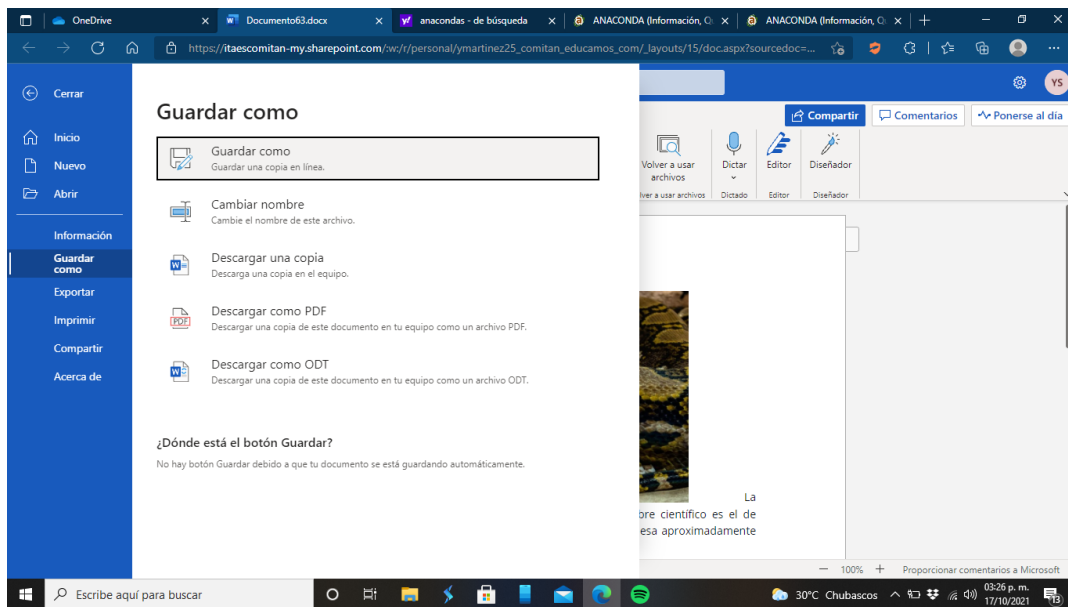 OneDrive
Documento63.docx
anacondas - de búsqueda
ANACONDA (Información, Q
ANACONDA (Información, Q
https://itaescomitan-my.sharepoint.com/:w:/r/personal/ymartinez25_comitan_educamos_com/_layouts/15/doc.aspx?sourcedoc=...
YS
Cerrar
Inicio
Nuevo
Abrir
Información
Guardar
como
Exportar
Imprimir
Compartir
Acerca de
Guardar como
Guardar como
Guardar una copia en línea.
Cambiar nombre
Cambie el nombre de este archivo.
Descargar una copia
Descarga una copia en el equipo.
Descargar como PDF
Descargar una copia de este documento en tu equipo como un archivo PDF.
Descargar como ODT
Descargar una copia de este documento en tu equipo como un archivo ODT.
¿Dónde está el botón Guardar?
No hay botón Guardar debido a que tu documento se está guardando automáticamente.
Compartir
Comentarios
Ponerse al día
Volver a usar
archivos
Dictar
Editor
Diseñador
ver a usar archivos
Dictado
Editor
Diseñador
La
bre científico es el de
esa aproximadamente
100%
Proporcionar comentarios a Microsoft
Escribe aquí para buscar
30°C Chubascos
03:26 p. m.
17/10/2021
13